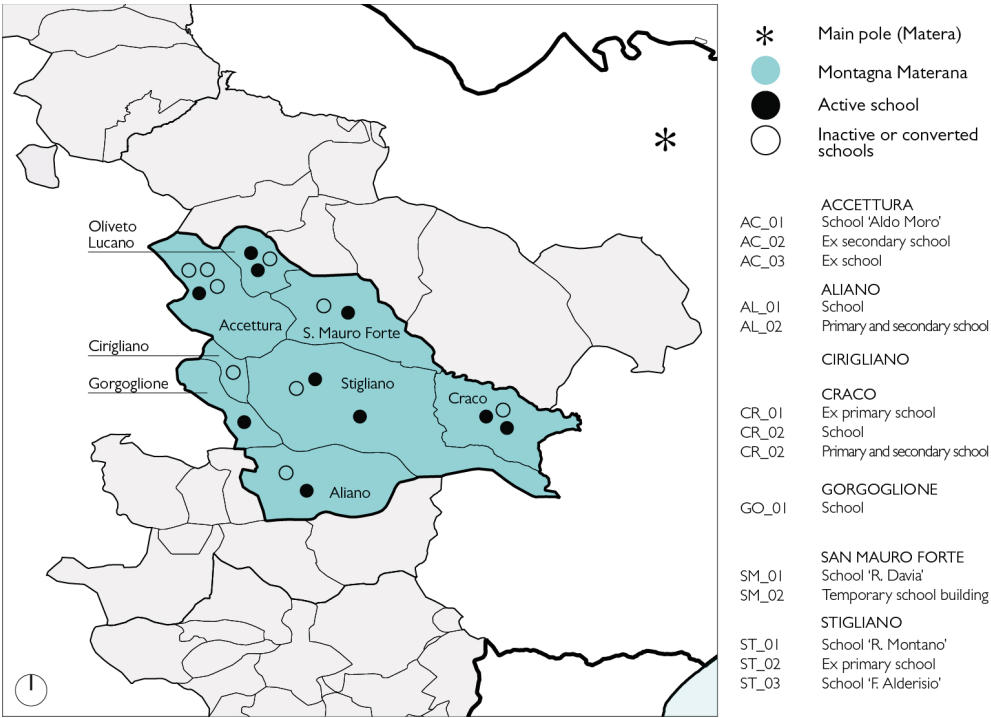 Oliveto
Lucano
Accettura
S. Mauro Forte
Cirigliano
Gorgoglione
Stigliano
Craco
Aliano
Main pole (Matera)
Montagna Materana
Active school
Inactive or converted
schools
ACCETTURA
AC_01 School ‘Aldo Moro’
AC_02 Ex secondary school
AC_03 Ex school
ALIANO
AL_01 School
AL_02 Primary and secondary school
CIRIGLIANO
CRACO
CR_01 Ex primary school
CR_02 School
CR_02 Primary and secondary school
GORGOGLIONE
GO_01 School
SAN MAURO FORTE
SM_01 School ‘R. Davia’
SM_02 Temporary school building
STIGLIANO
ST_01 School ‘R. Montano’
ST_02 Ex primary school
ST_03 School ‘F. Alderisio’